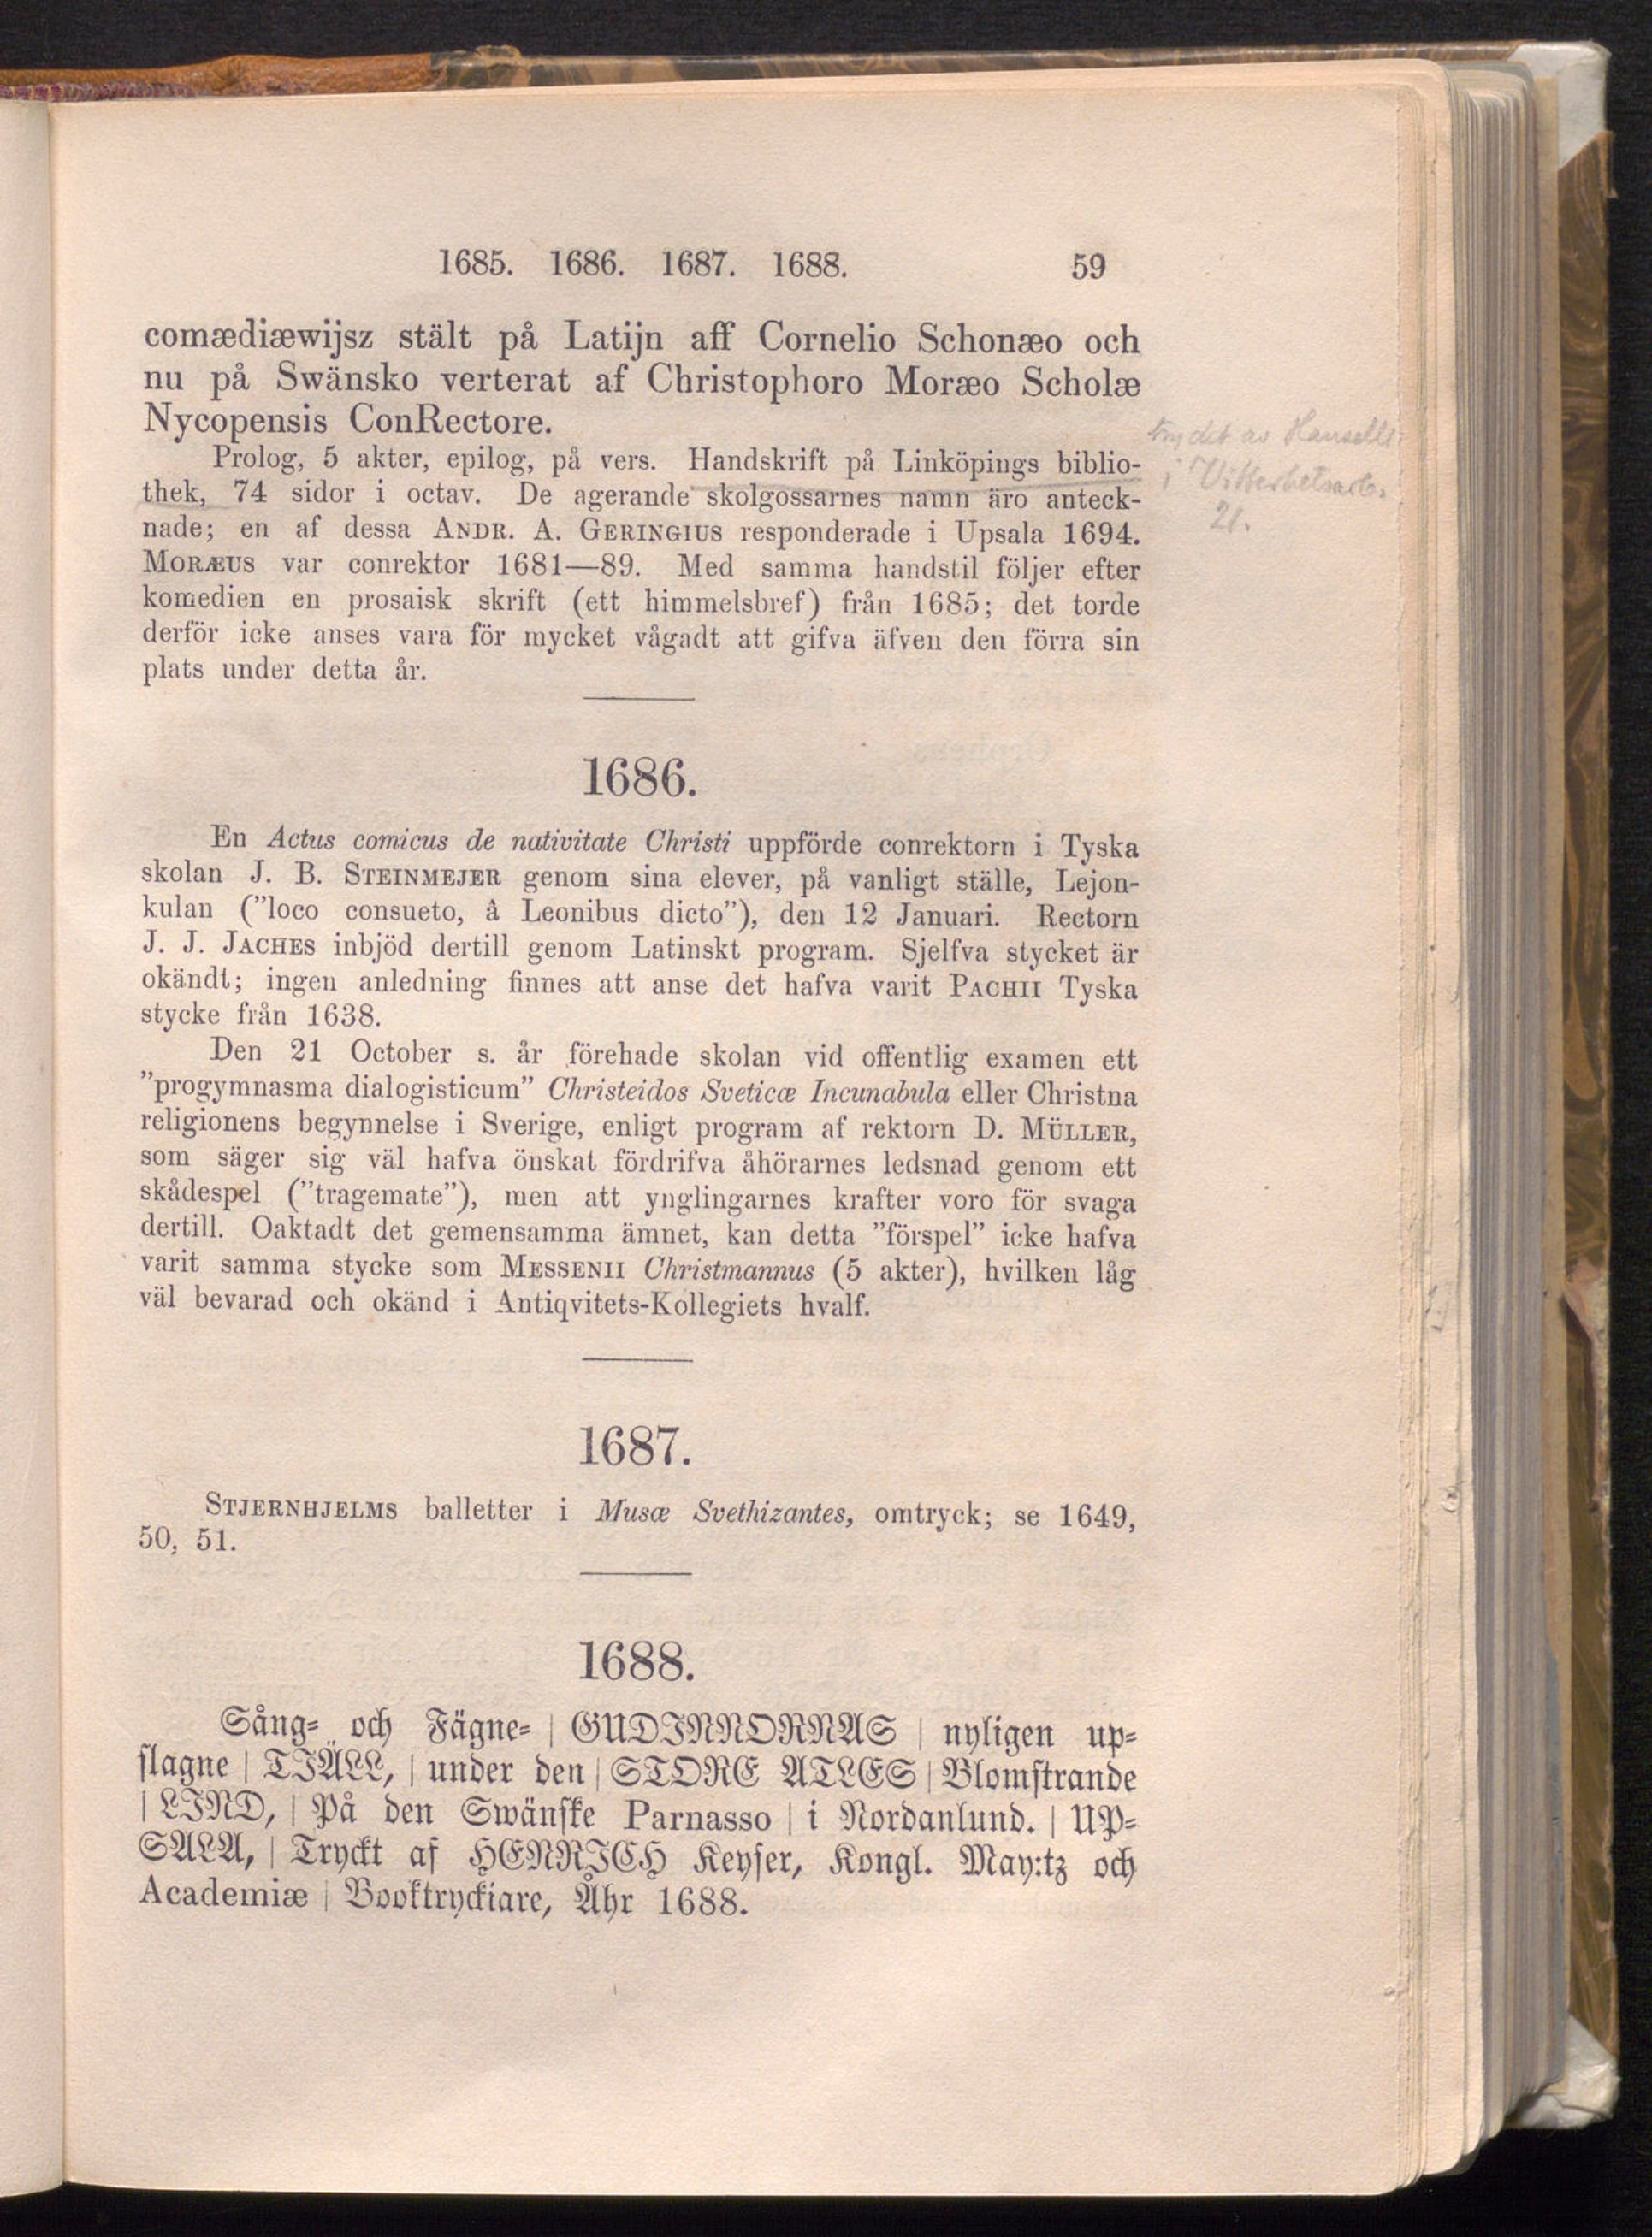 1685. 1686. 1687. 1688. 59
comædiæwijsz stält på Latijn aff Cornelio Schonæo och
nu på Swänsko verterat af Christophoro Moræo Scholæ
Nycopensis ConRectore.
Prolog, 5 akter, epilog, på vers. Handskrift på Linköpings biblio-
thek, 74 sidor i octav. De agerande skolgossarnes namn äro anteck-
nade; en af dessa ANDR. A. GERINGIUS responderade i Upsala 1694.
MORÆUS var conrektor 1681—89. Med samma handstil följer efter
komedien en prosaisk skrift (ett himmelsbref) från 1685; det torde
derför icke anses vara för mycket vågadt att gifva äfven den förra sin
plats under detta år.
av
i
21.
1686.
En Actus comicus de nativitate Christi uppförde conrektorn i Tyska
skolan J. B. STEINMEJER genom sina elever, på vanligt ställe, Lejon-
kulan (”loco consueto, â Leonibus dicto”), den 12 Januari. Rectorn
J. J. JACHES inbjöd dertill genom Latinskt program. Sjelfva stycket är
okändt; ingen anledning finnes att anse det hafva varit PACHII Tyska
stycke från 1638.
Den 21 October s. år förehade skolan vid offentlig examen ett
”progymnasma dialogisticum” Christeidos Sveticæ Incunabula eller Christna
religionens begynnelse i Sverige, enligt program af rektorn D. MÜLLER,
som säger sig väl hafva önskat fördrifva åhörarnes ledsnad genom ett
skådespel (”tragemate”), men att ynglingarnes krafter voro för svaga
dertill. Oaktadt det gemensamma ämnet, kan detta ”förspel” icke hafva
varit samma stycke som MESSENII Christmannus (5 akter), hvilken låg
väl bevarad och okänd i Antiqvitets-Kollegiets hvalf.
1687.
STJERNHJELMS balletter i Musæ Svethizantes, omtryck; se 1649,
50, 51.
1688.
Sång- och Fägne- | GUDINNORNAS | nyligen up-
slagne | TJÄLL, | under den | STORE ATLES | Blomstrande
| LIND, | På den Swänske Parnasso | i Nordanlund. | UP-
SALA, | Tryckt af HENRICH Keyser, Kongl. May:tz och
Academiæ | Booktryckiare, Åhr 1688.